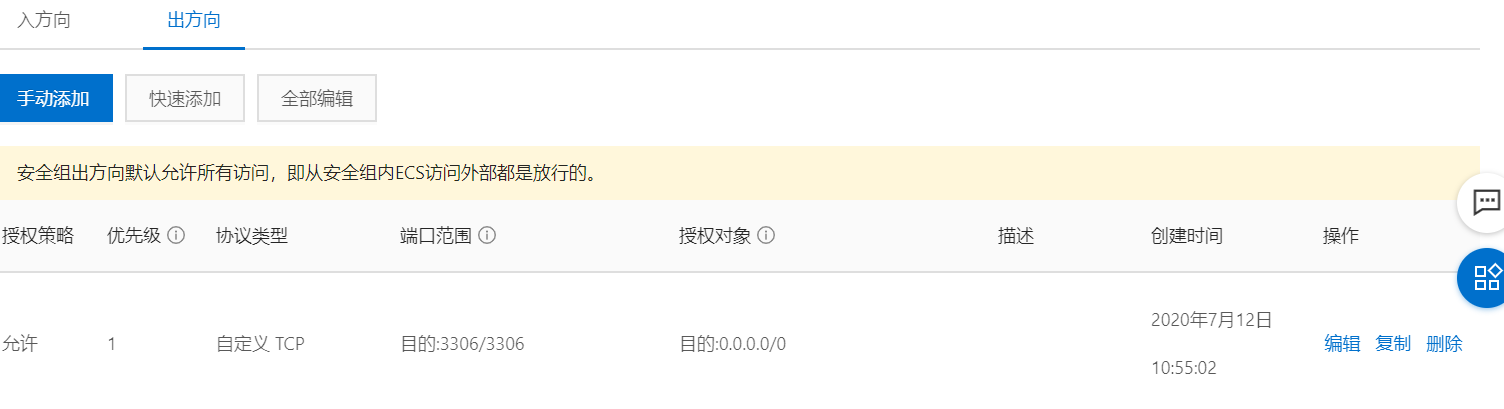 入方向 出方向
手动添加 快速添加 全部编辑
安全组出方向默认允许所有访问，即从安全组内ECS访问外部都是放行的。
授权策略 优先级 协议类型 端口范围 授权对象 描述 创建时间 操作
允许 1 自定义 TCP 目的:3306/3306 目的:0.0.0.0/0 2020年7月12日 10:55:02 编辑 复制 删除